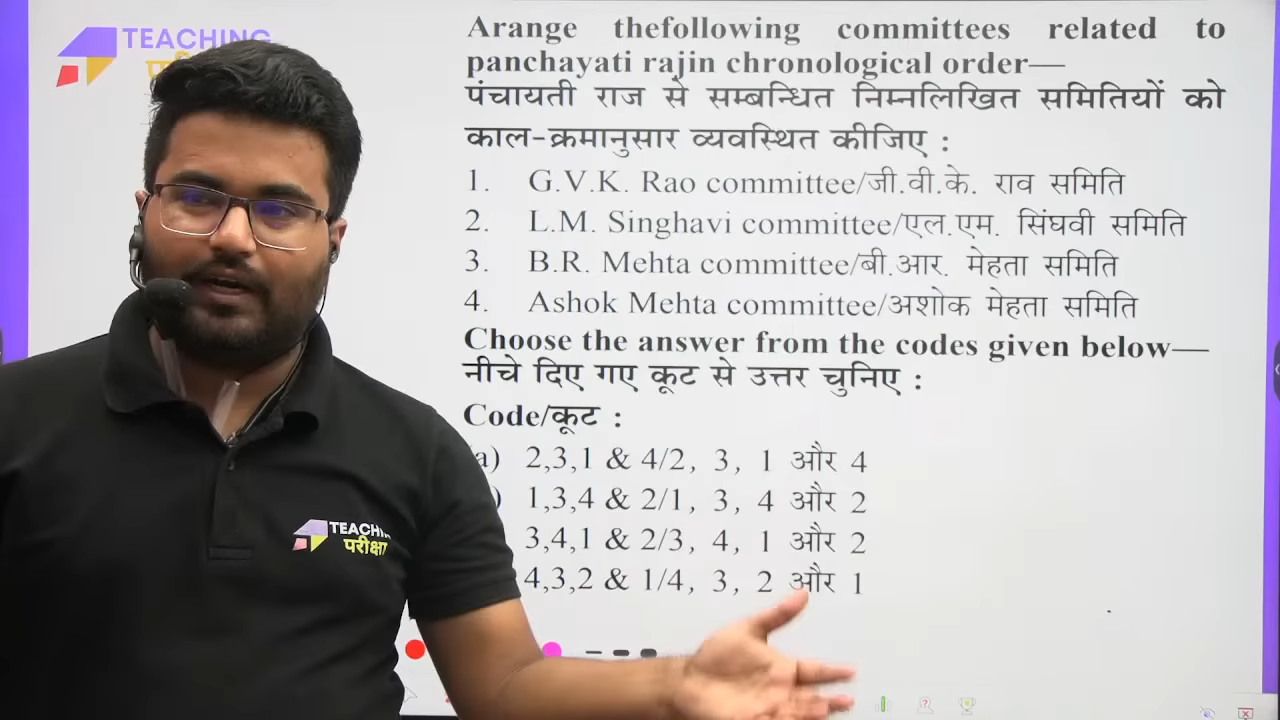 TEACHING
Arange thefollowing committees related to
panchayati rajin chronological order—
पंचायती राज से सम्बन्धित निम्नलिखित समितियों को
काल-क्रमानुसार व्यवस्थित कीजिए :
1. G.V.K. Rao committee/जी.वी.के. राव समिति
2. L.M. Singhavi committee/एल.एम. सिंघवी समिति
3. B.R. Mehta committee/बी.आर. मेहता समिति
4. Ashok Mehta committee/अशोक मेहता समिति
Choose the answer from the codes given below—
नीचे दिए गए कूट से उत्तर चुनिए :
Code/कूट :
a) 2,3,1 & 4/2, 3, 1 और 4
) 1,3,4 & 2/1, 3, 4 और 2
3,4,1 & 2/3, 4, 1 और 2
4,3,2 & 1/4, 3, 2 और 1
TEACHIN
परीक्षा